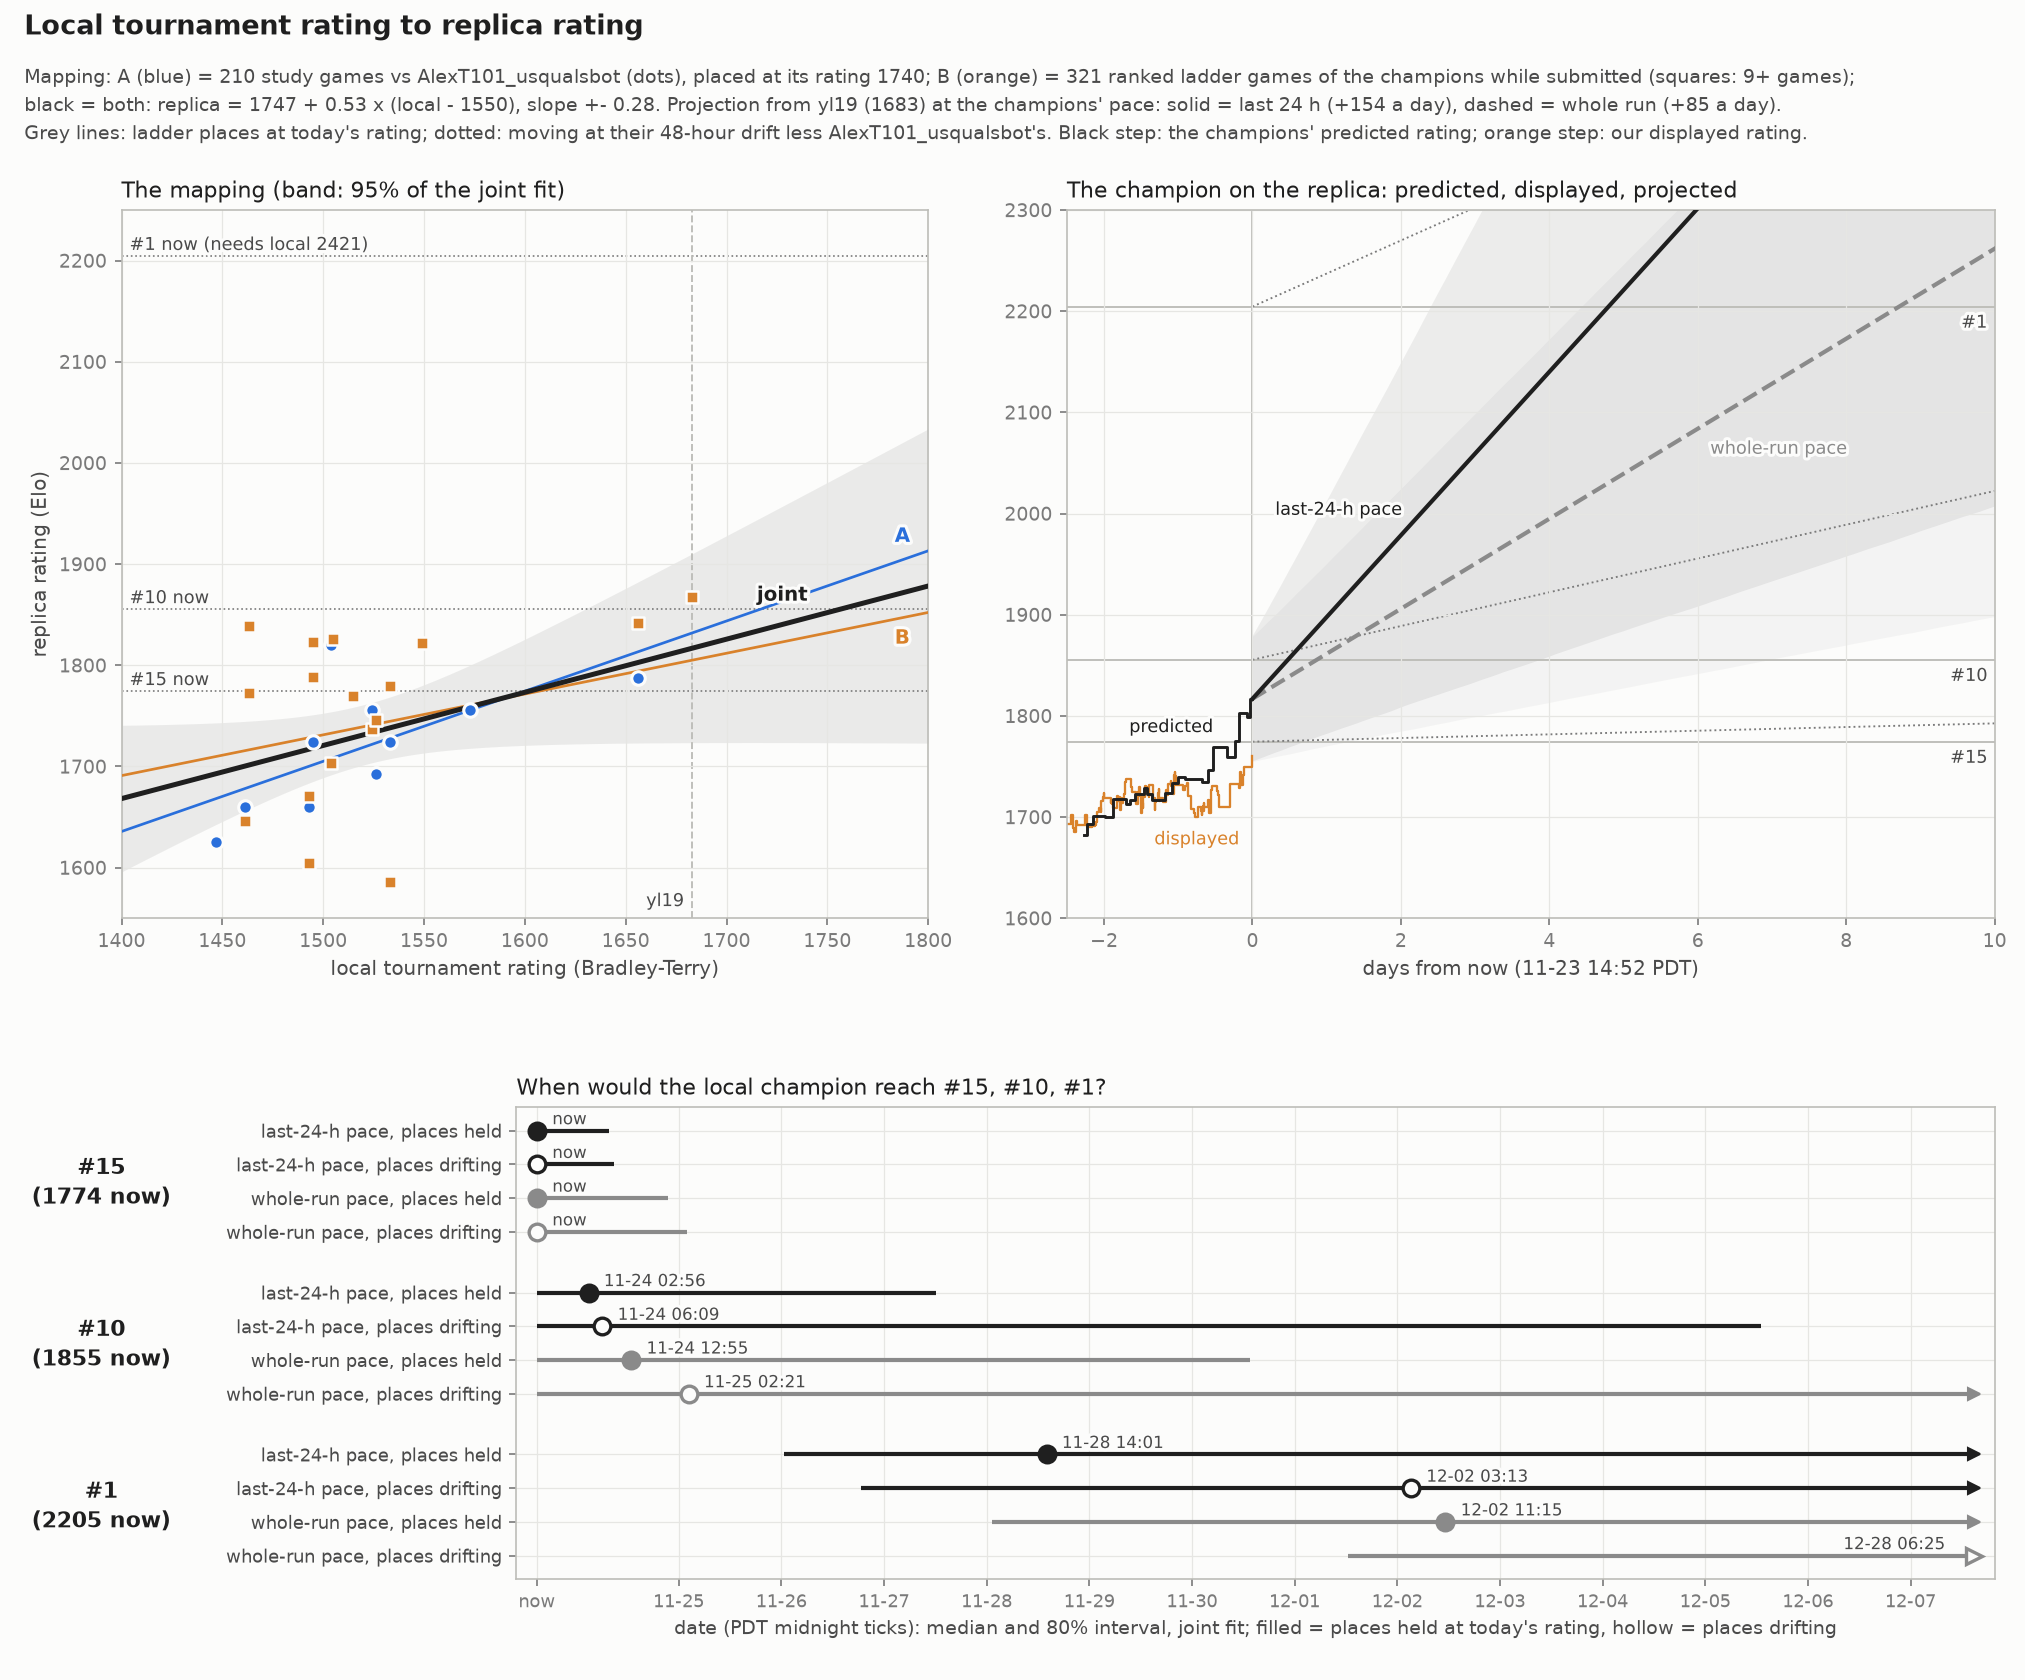 Local tournament rating to replica rating
Mapping: A (blue) = 210 study games vs AlexT101_usqualsbot (dots), placed at its rating 1740; B (orange) = 321 ranked ladder games of the champions while submitted (squares: 9+ games);
black = both: replica = 1747 + 0.53 x (local - 1550), slope +- 0.28. Projection from yl19 (1683) at the champions' pace: solid = last 24 h (+154 a day), dashed = whole run (+85 a day).
Grey lines: ladder places at today's rating; dotted: moving at their 48-hour drift less AlexT101_usqualsbot's. Black step: the champions' predicted rating; orange step: our displayed rating.
The mapping (band: 95% of the joint fit)
#1 now (needs local 2421)
#10 now
#15 now
A
joint
B
yl19
2200
2100
2000
1900
1800
1700
1600
replica rating (Elo)
1400 1450 1500 1550 1600 1650 1700 1750 1800
local tournament rating (Bradley-Terry)
The champion on the replica: predicted, displayed, projected
2300
2200
2100
2000
1900
1800
1700
1600
#1
whole-run pace
last-24-h pace
#10
predicted
#15
displayed
−2 0 2 4 6 8 10
days from now (11-23 14:52 PDT)
When would the local champion reach #15, #10, #1?
#15
(1774 now)
last-24-h pace, places held
now
last-24-h pace, places drifting
now
whole-run pace, places held
now
whole-run pace, places drifting
now
#10
(1855 now)
last-24-h pace, places held
11-24 02:56
last-24-h pace, places drifting
11-24 06:09
whole-run pace, places held
11-24 12:55
whole-run pace, places drifting
11-25 02:21
#1
(2205 now)
last-24-h pace, places held
11-28 14:01
last-24-h pace, places drifting
12-02 03:13
whole-run pace, places held
12-02 11:15
whole-run pace, places drifting
12-28 06:25
now 11-25 11-26 11-27 11-28 11-29 11-30 12-01 12-02 12-03 12-04 12-05 12-06 12-07
date (PDT midnight ticks): median and 80% interval, joint fit; filled = places held at today's rating, hollow = places drifting